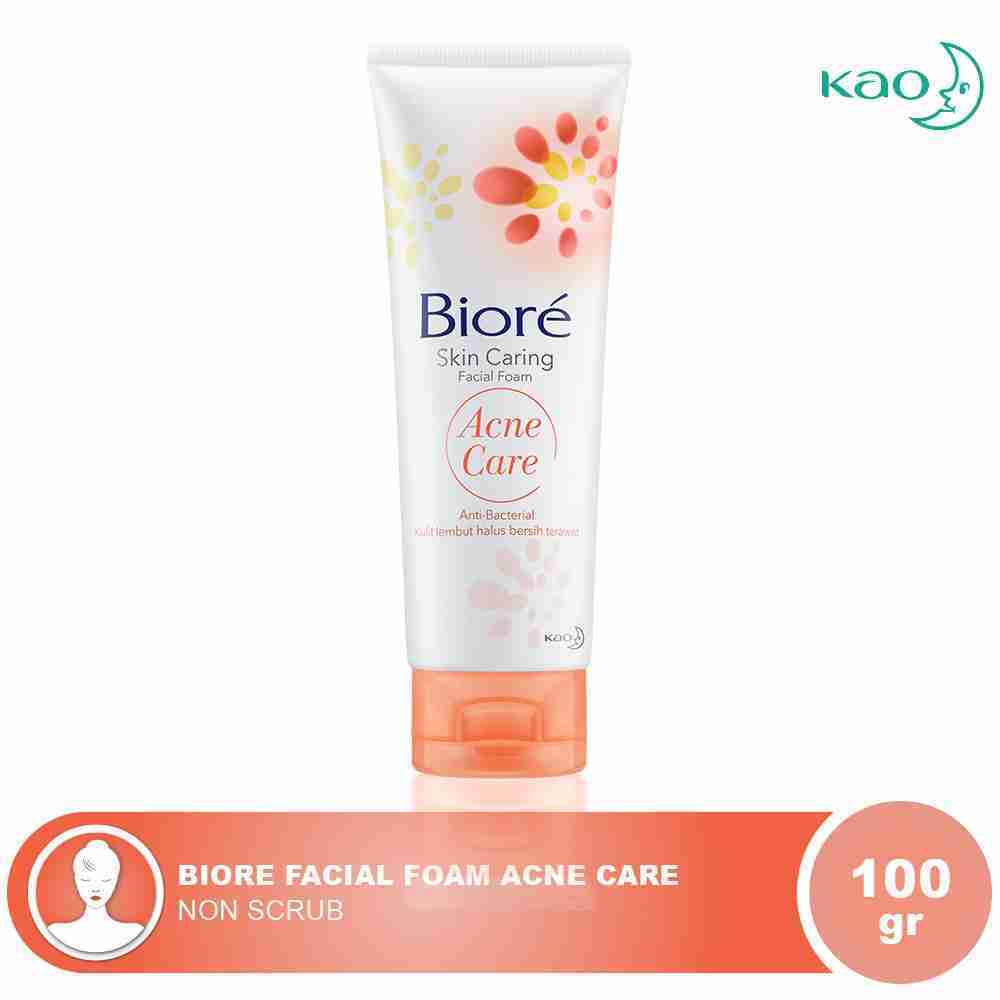 Kao
Bioré
Skin Caring
Facial Foam
Acne
Care
Anti-Bacterial
Kulit lembut halus bersih terawat
Kao
BIORE FACIAL FOAM ACNE CARE
NON SCRUB
100
gr